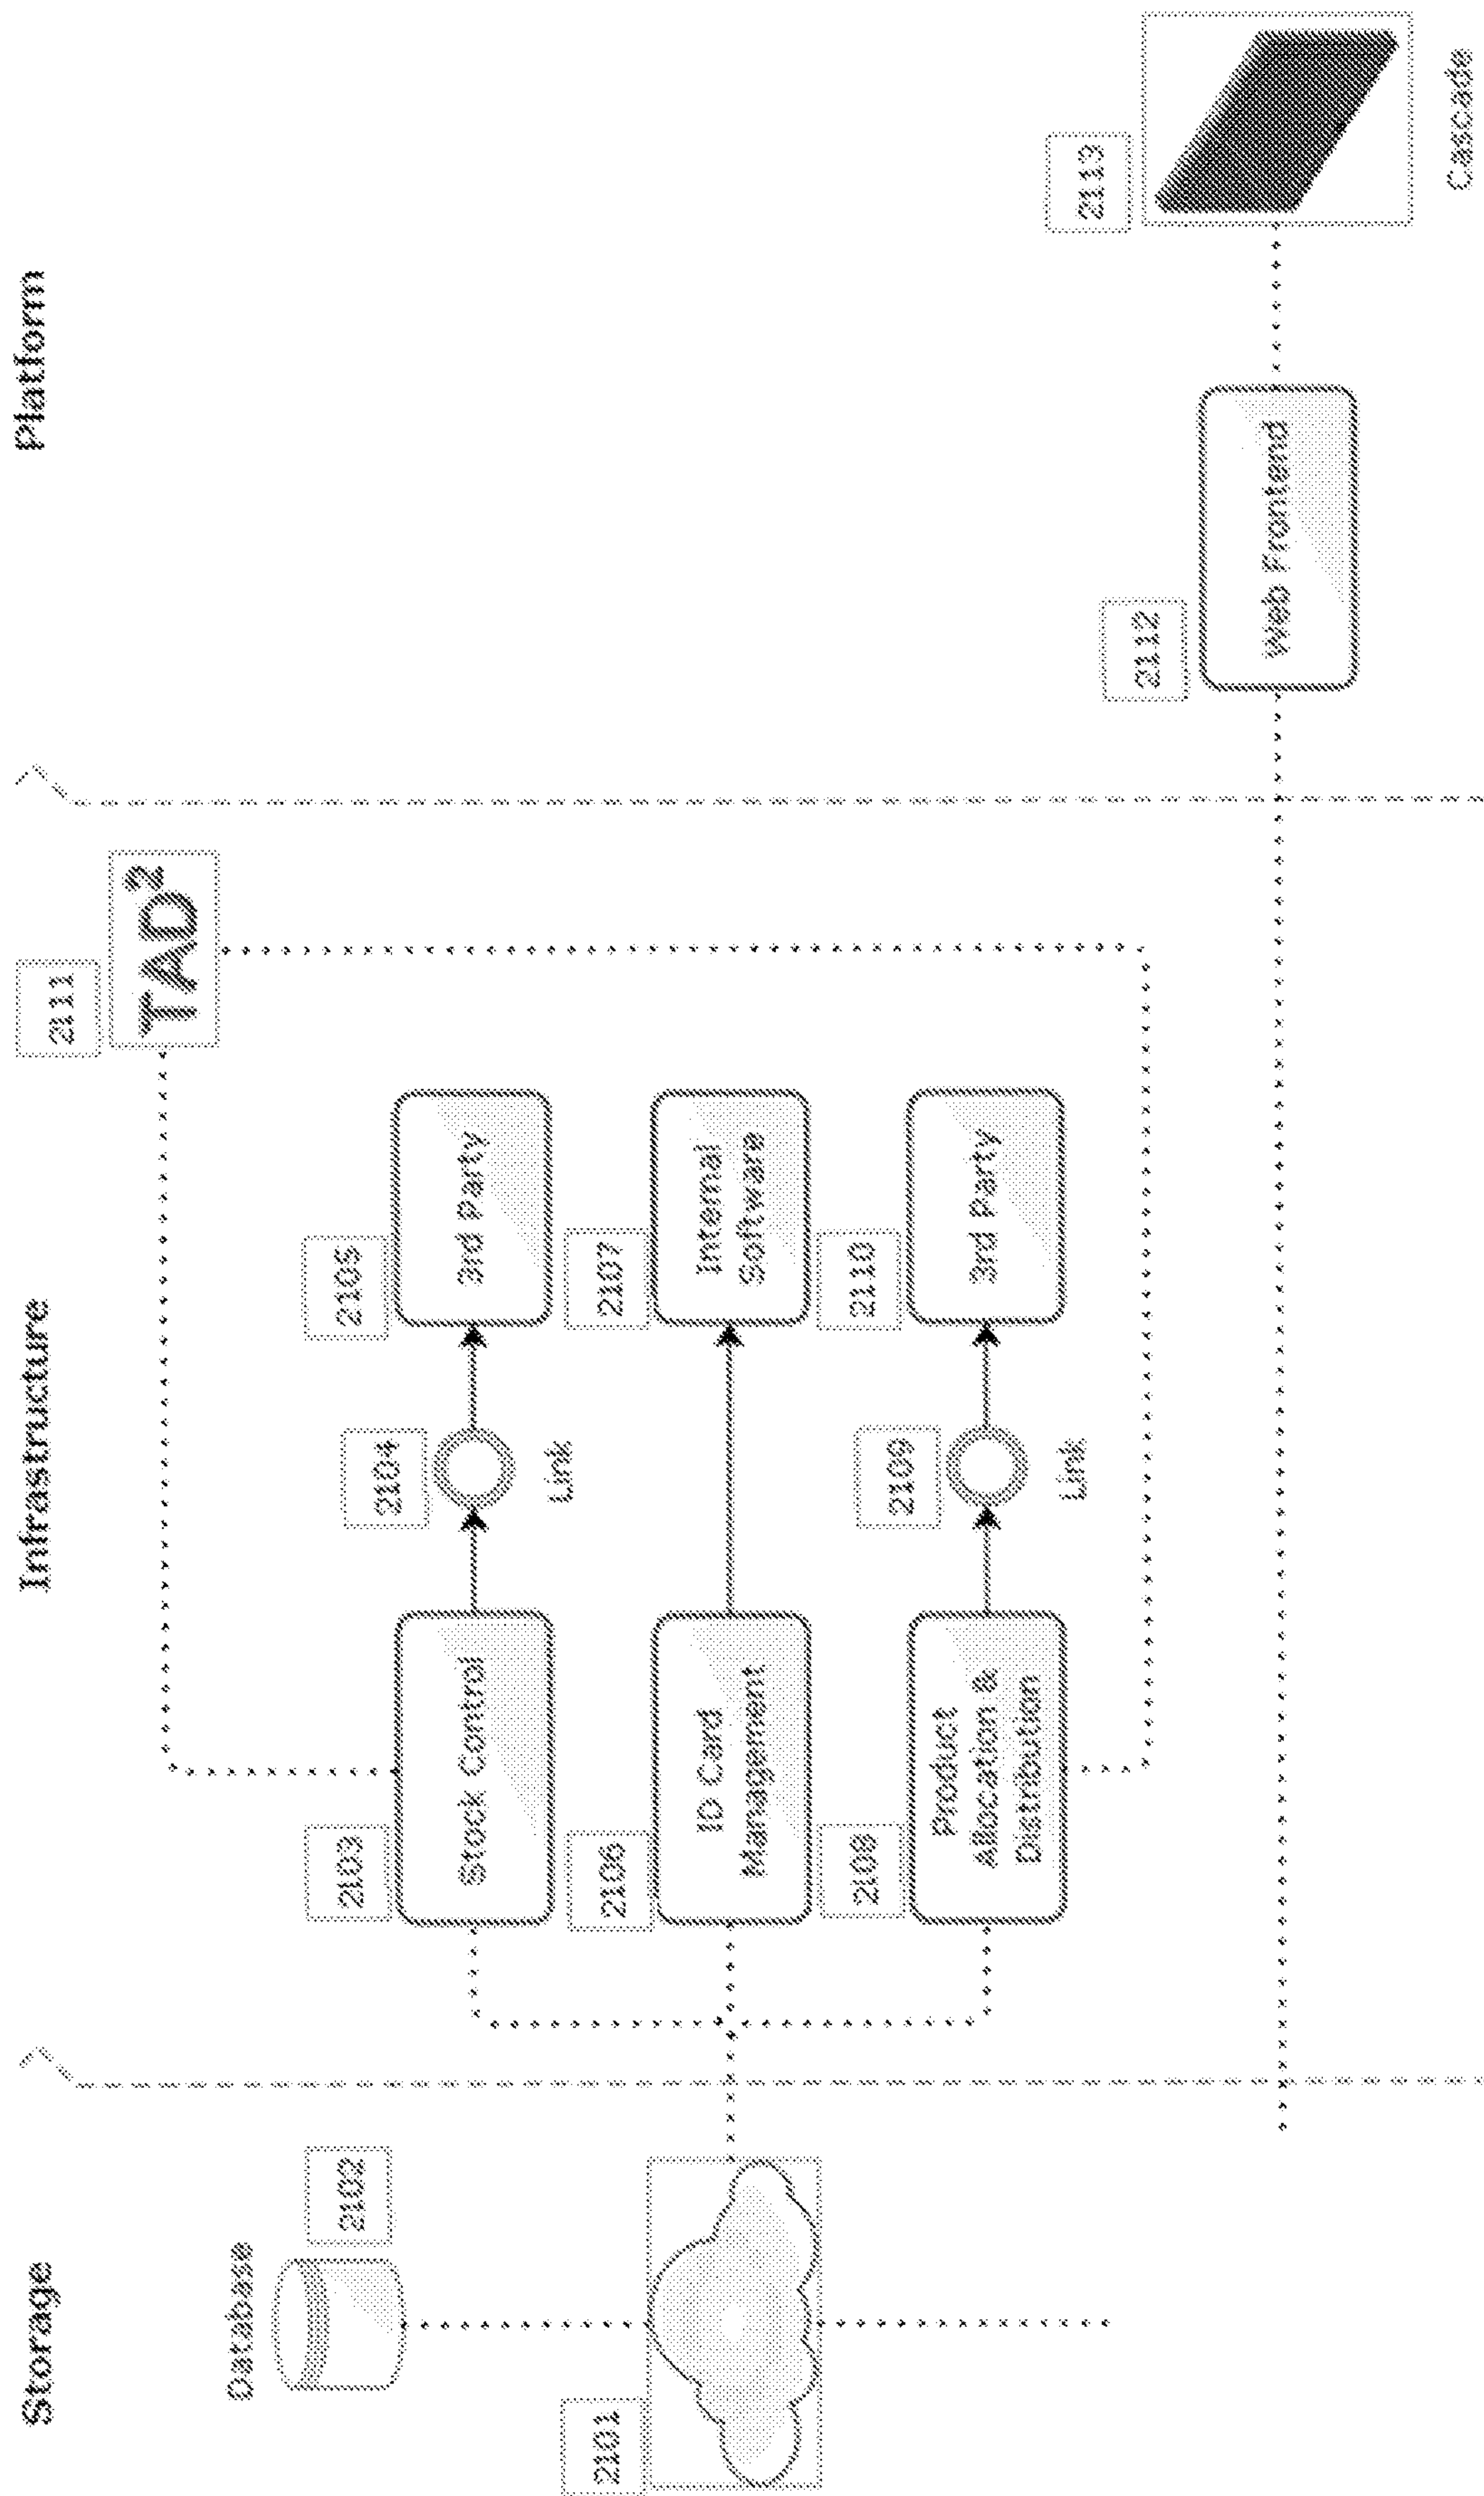 Storage
Infrastructure
Platform
Database
2102
2101
2103
Stock Control
2104
Link
2105
3rd Party
2106
ID Card
Management
2107
Internal
Software
2108
Product
Allocation &
Distribution
2109
Link
2110
3rd Party
2111
TAD²
2112
Web Frontend
2113
Cascade